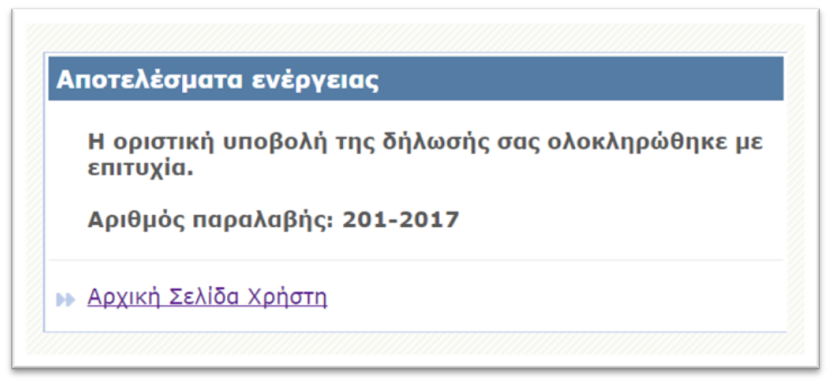 Αποτελέσματα ενέργειας
Η οριστική υποβολή της δήλωσής σας ολοκληρώθηκε με
επιτυχία.
Αριθμός παραλαβής: 201-2017
Αρχική Σελίδα Χρήστη